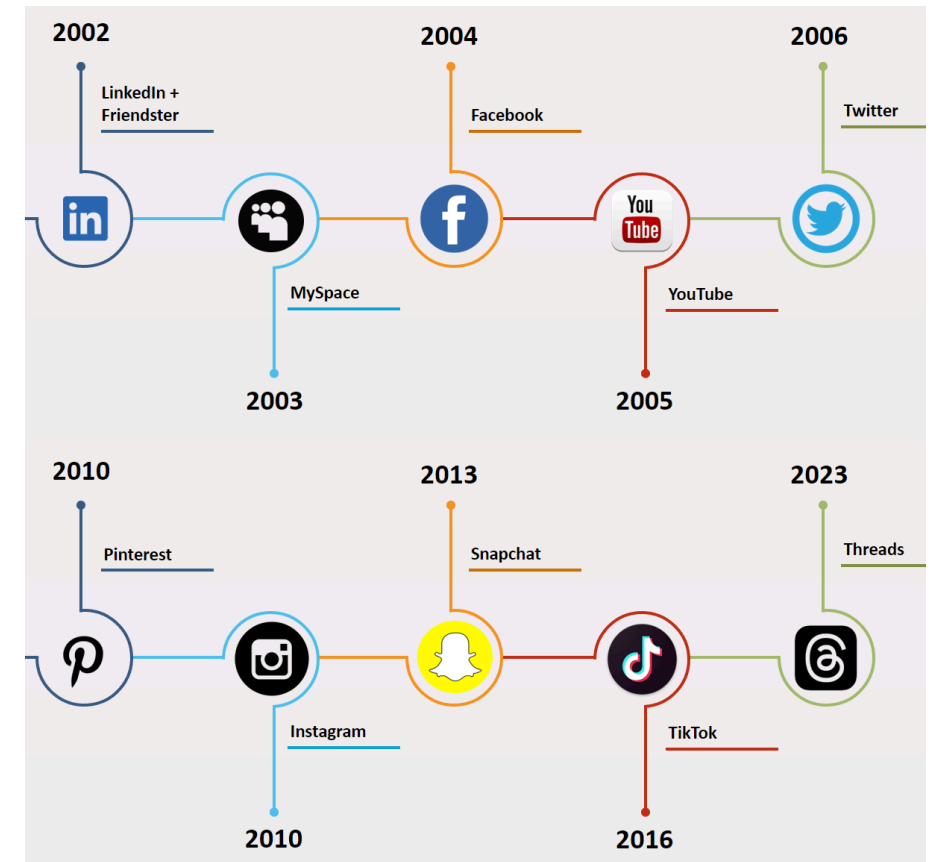 2002
2004
2006
LinkedIn +
Friendster
Facebook
Twitter
in
f
You
Tube
MySpace
YouTube
2003
2005
2010
2013
2023
Pinterest
Snapchat
Threads
Instagram
TikTok
2010
2016